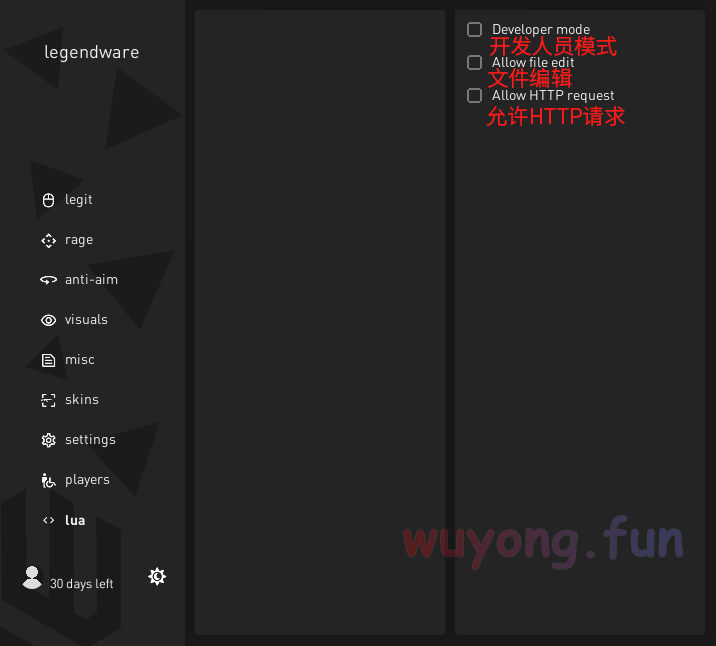 legendware
legit
rage
anti-aim
visuals
misc
skins
settings
players
lua
30 days left
Developer mode
开发人员模式
Allow file edit
文件编辑
Allow HTTP request
允许HTTP请求
wuyong.fun